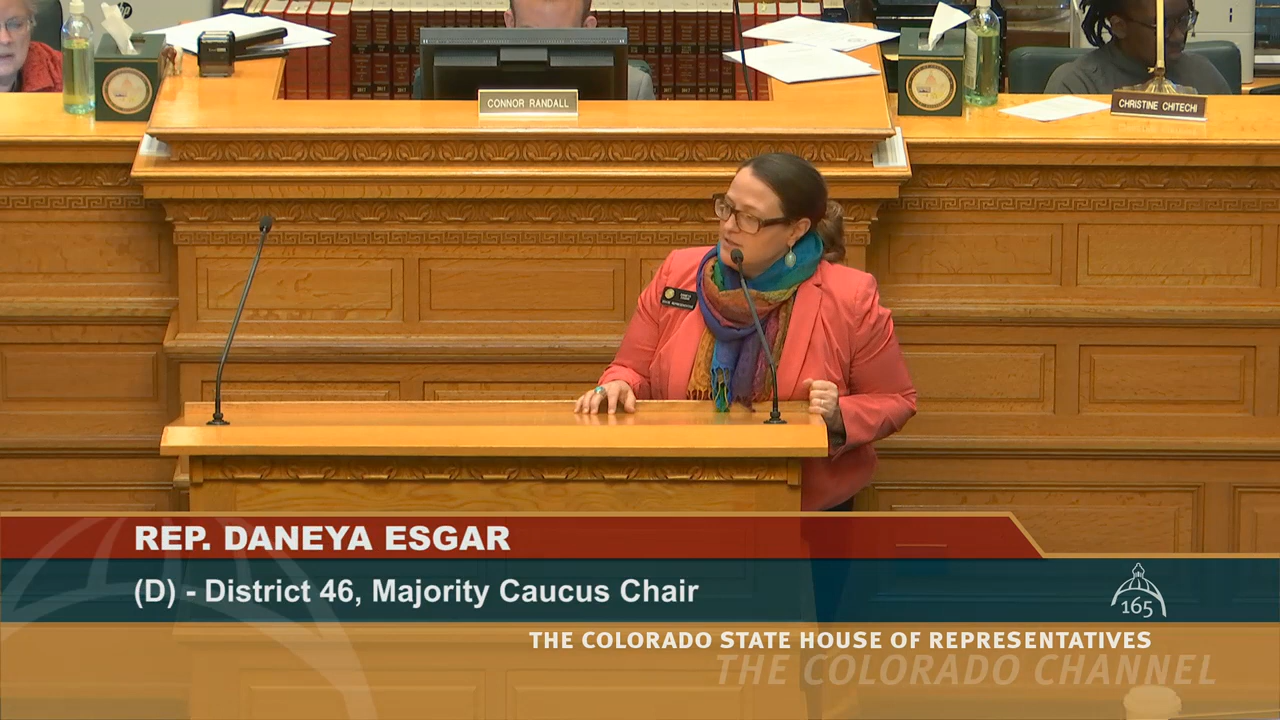 CONNOR RANDALL
CHRISTINE CHITECHI
REP. DANEYA ESGAR
(D) - District 46, Majority Caucus Chair
165
THE COLORADO STATE HOUSE OF REPRESENTATIVES
THE COLORADO CHANNEL